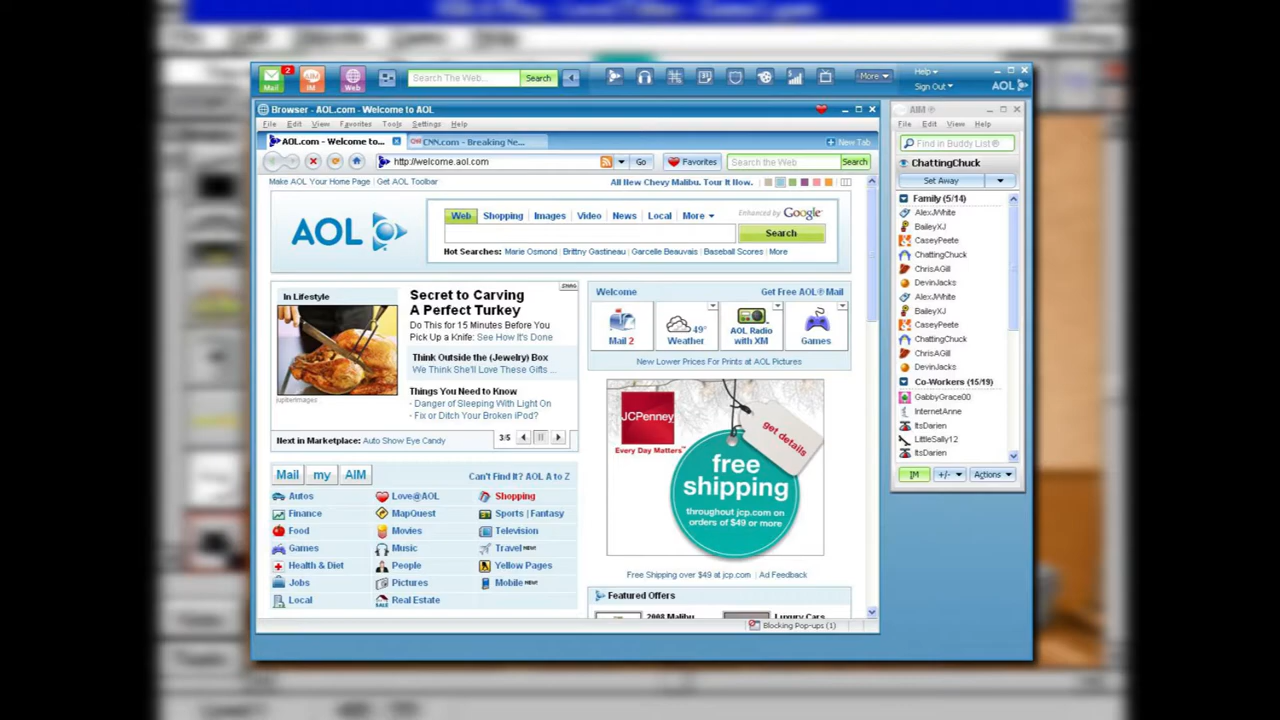 2
Mail
AIM
IM
Web
Search The Web...
Search
More
Help
Sign Out
AOL
Browser - AOL.com - Welcome to AOL
File Edit View Favorites Tools Settings Help
AOL.com - Welcome to...
CNN.com - Breaking Ne...
New Tab
http://welcome.aol.com
Go
Favorites
Search the Web
Search
Make AOL Your Home Page | Get AOL Toolbar
All New Chevy Malibu. Tour It Now.
AOL
Web Shopping Images Video News Local More
Enhanced by Google
Search
Hot Searches: Marie Osmond | Brittny Gastineau | Garcelle Beauvais | Baseball Scores | More
In Lifestyle
jupiterimages
Secret to Carving
A Perfect Turkey
Do This for 15 Minutes Before You
Pick Up a Knife: See How It's Done
Think Outside the (Jewelry) Box
We Think She'll Love These Gifts ...
Things You Need to Know
· Danger of Sleeping With Light On
· Fix or Ditch Your Broken iPod?
Next in Marketplace: Auto Show Eye Candy
3/5
Welcome
Get Free AOL® Mail
Mail 2
49°
Weather
AOL Radio
with XM
Games
New Lower Prices For Prints at AOL Pictures
JCPenney
Every Day Matters™
get details
free
shipping
throughout jcp.com on
orders of $49 or more
Free Shipping over $49 at jcp.com | Ad Feedback
Featured Offers
2008 Malibu
Luxury Cars
Mail my AIM
Can't Find It? AOL A to Z
Autos Love@AOL Shopping
Finance MapQuest Sports | Fantasy
Food Movies Television
Games Music Travel NEW!
Health & Diet People Yellow Pages
Jobs Pictures Mobile NEW!
Local SALE Real Estate
Blocking Pop-ups (1)
AIM ®
File Edit View Help
Find in Buddy List ®
ChattingChuck
Set Away
Family (5/14)
AlexJWhite
BaileyXJ
CaseyPeete
ChattingChuck
ChrisAGill
DevinJacks
AlexJWhite
BaileyXJ
CaseyPeete
ChattingChuck
ChrisAGill
DevinJacks
Co-Workers (15/19)
GabbyGrace00
InternetAnne
ItsDarien
LittleSally12
ItsDarien
IM +/- Actions